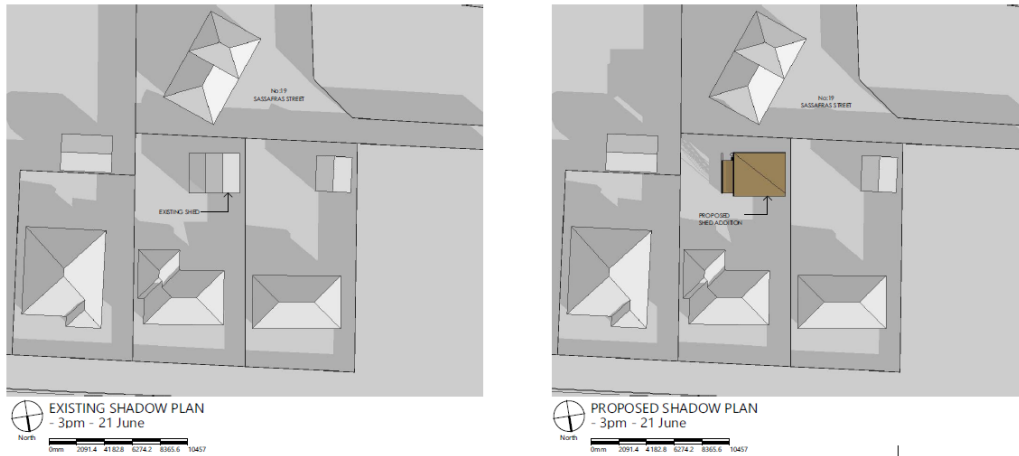 No:19
SASSAFRAS STREET
EXISTING SHED
EXISTING SHADOW PLAN
- 3pm - 21 June
North
0mm 2091.4 4182.8 6274.2 8365.6 10457
No:19
SASSAFRAS STREET
PROPOSED
SHED ADDITION
PROPOSED SHADOW PLAN
- 3pm - 21 June
North
0mm 2091.4 4182.8 6274.2 8365.6 10457